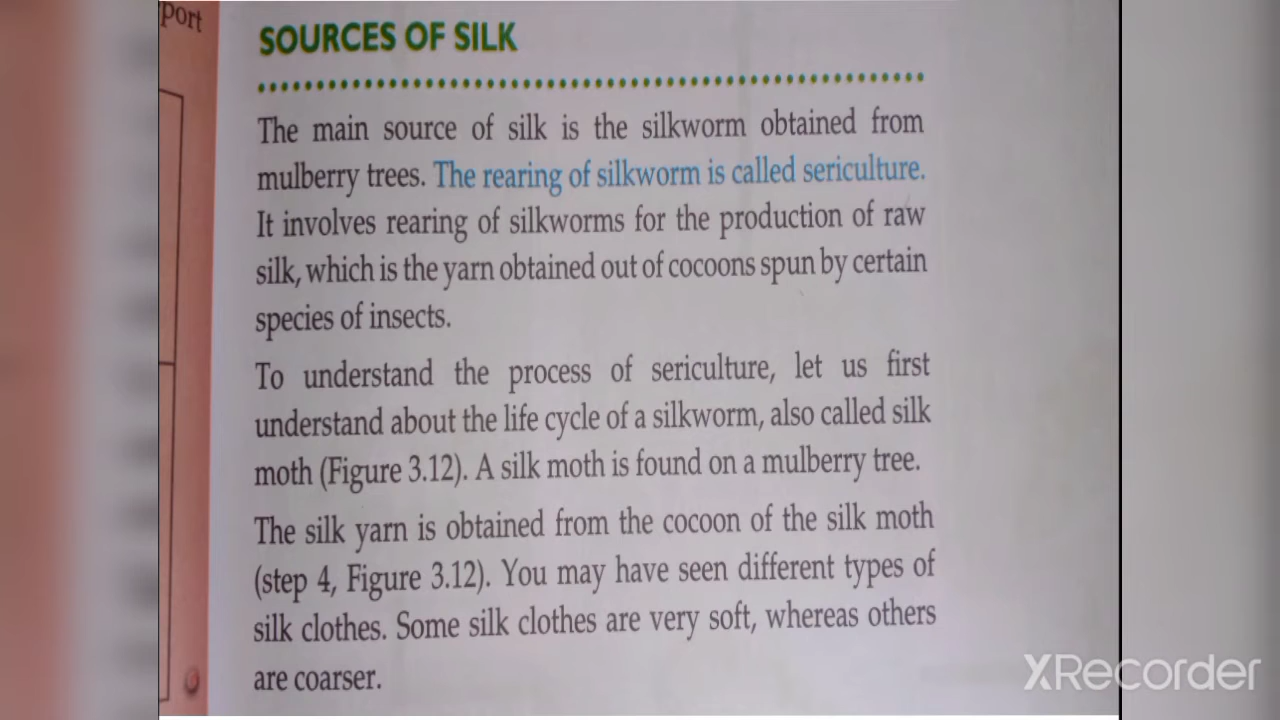 port
SOURCES OF SILK
The main source of silk is the silkworm obtained from
mulberry trees. The rearing of silkworm is called sericulture.
It involves rearing of silkworms for the production of raw
silk, which is the yarn obtained out of cocoons spun by certain
species of insects.
To understand the process of sericulture, let us first
understand about the life cycle of a silkworm, also called silk
moth (Figure 3.12). A silk moth is found on a mulberry tree.
The silk yarn is obtained from the cocoon of the silk moth
(step 4, Figure 3.12). You may have seen different types of
silk clothes. Some silk clothes are very soft, whereas others
are coarser.
XRecorder